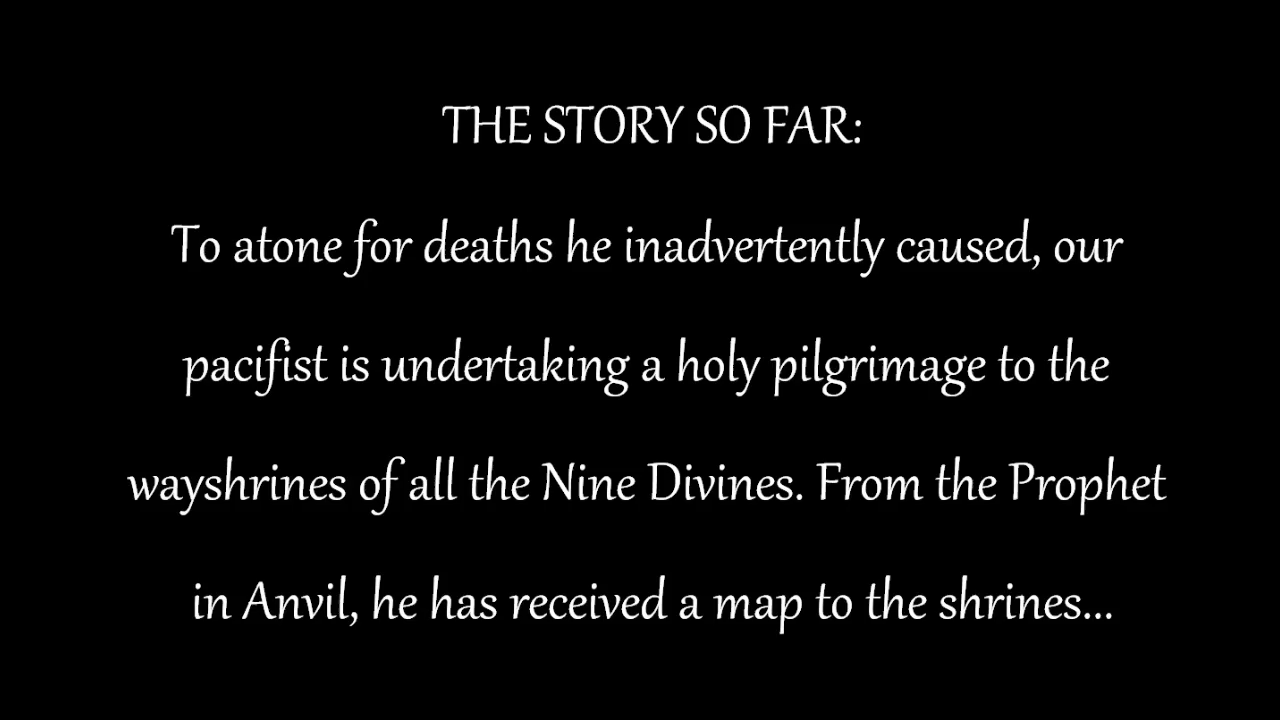 THE STORY SO FAR:
To atone for deaths he inadvertently caused, our
pacifist is undertaking a holy pilgrimage to the
wayshrines of all the Nine Divines. From the Prophet
in Anvil, he has received a map to the shrines...